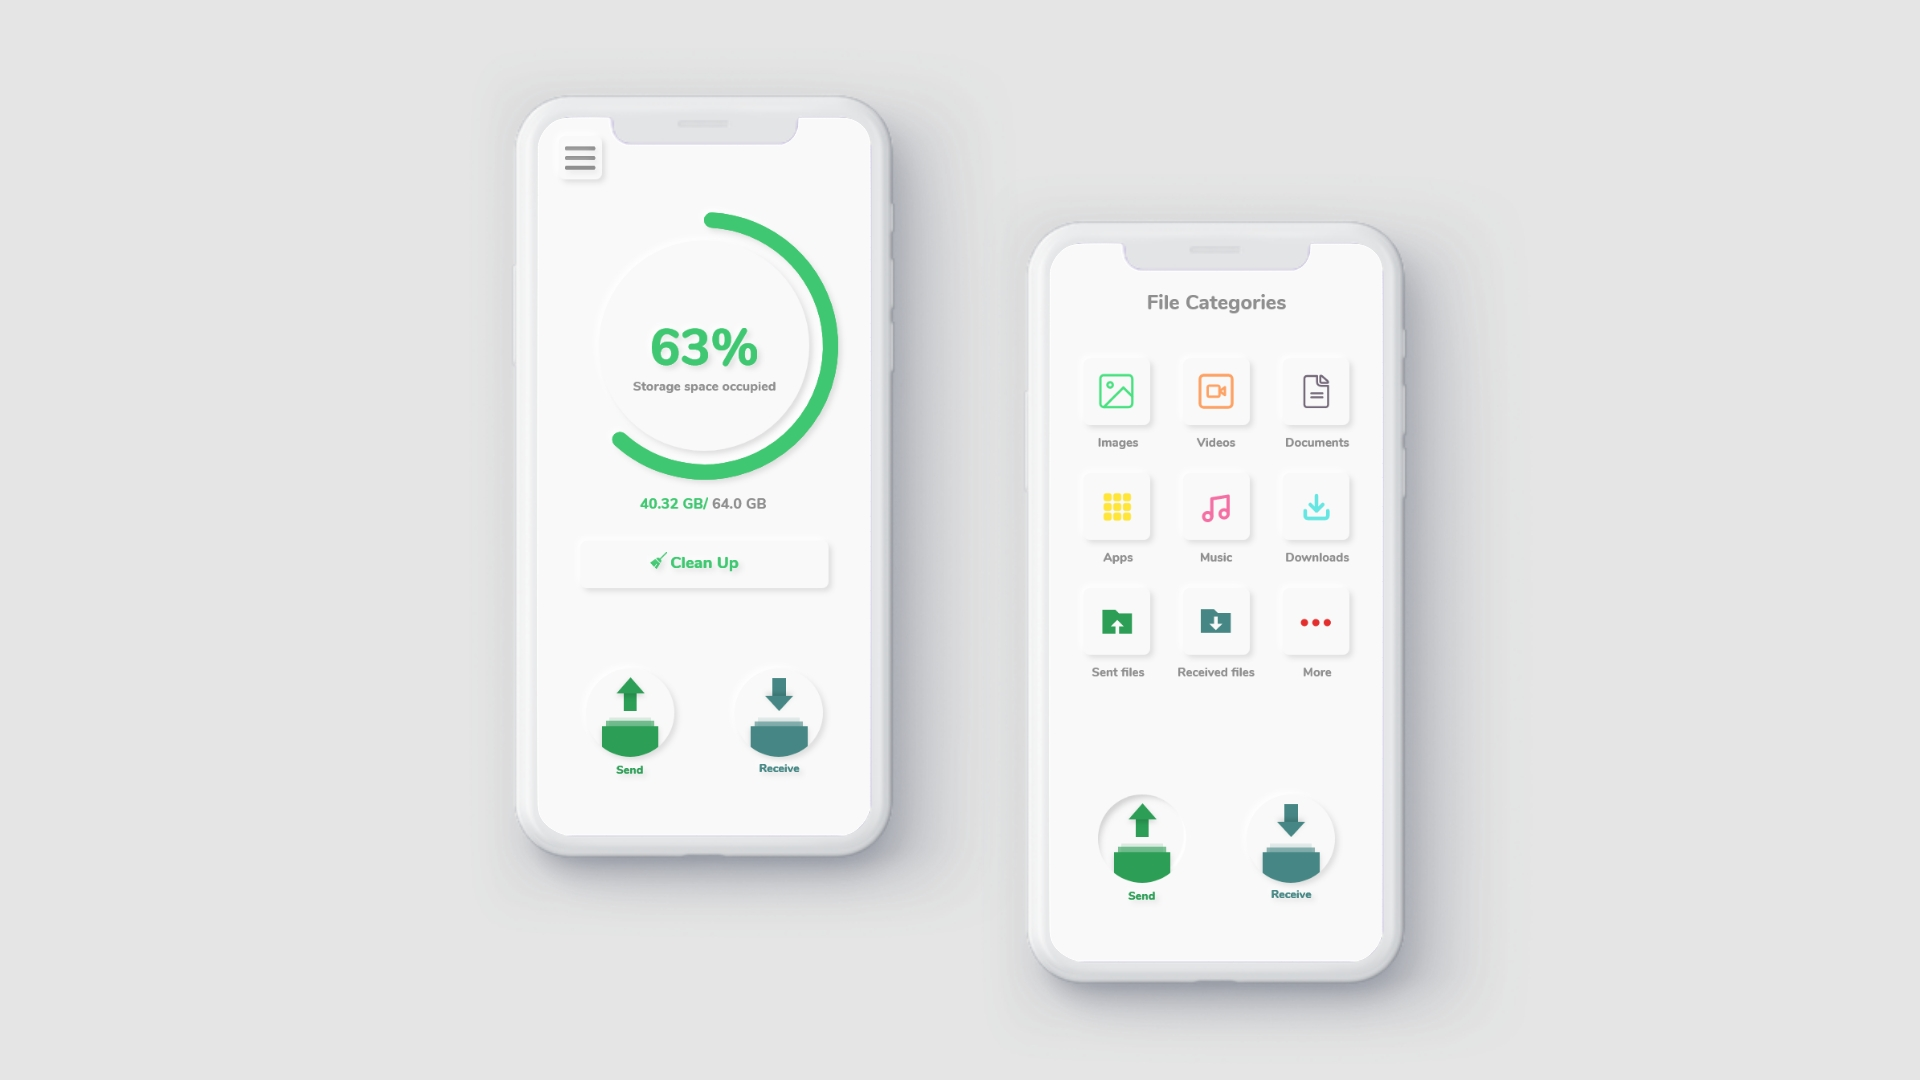 63%
Storage space occupied
40.32 GB/ 64.0 GB
Clean Up
Send
Receive
File Categories
Images
Videos
Documents
Apps
Music
Downloads
Sent files
Received files
More
Send
Receive